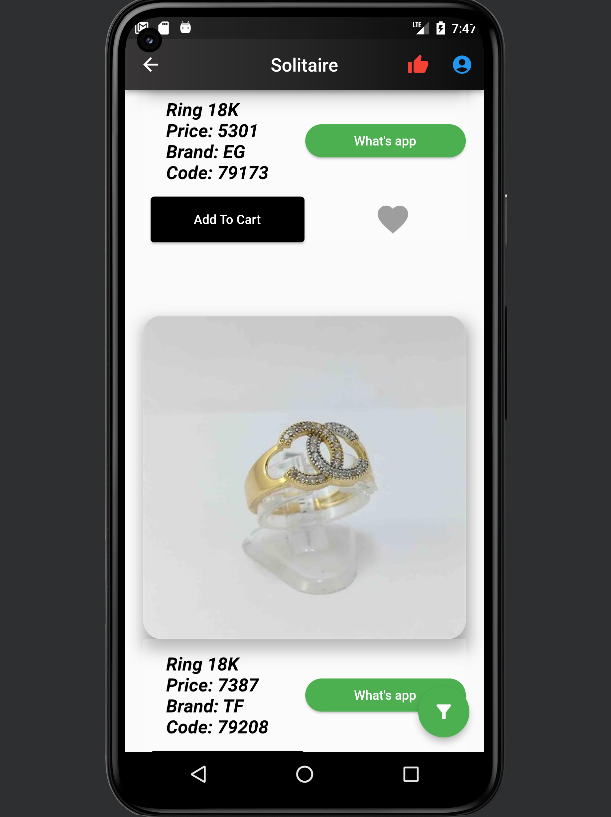 LTE 7:47
Solitaire
Ring 18K
Price: 5301
Brand: EG
Code: 79173
What's app
Add To Cart
Ring 18K
Price: 7387
Brand: TF
Code: 79208
What's app